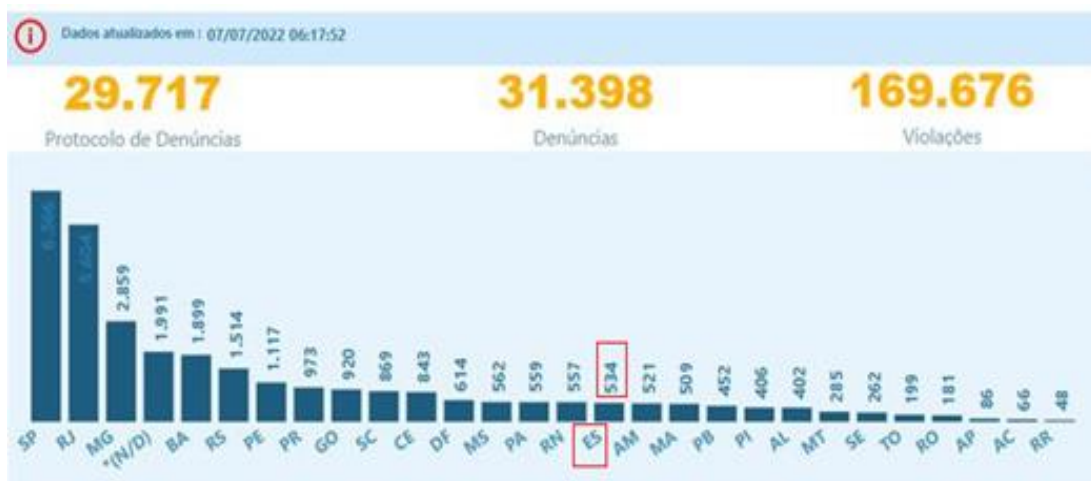 Dados atualizados em : 07/07/2022 06:17:52
29.717
31.398
169.676
Protocolo de Denúncias
Denúncias
Violações
6.566
5.604
2.859
1.991
1.899
1.514
1.117
973
920
869
843
614
562
559
557
534
521
509
452
406
402
285
262
199
181
86
66
48
SP
RJ
MG
*(N/D)
BA
RS
PE
PR
GO
SC
CE
DF
MS
PA
RN
ES
AM
MA
PB
PI
AL
MT
SE
TO
RO
AP
AC
RR